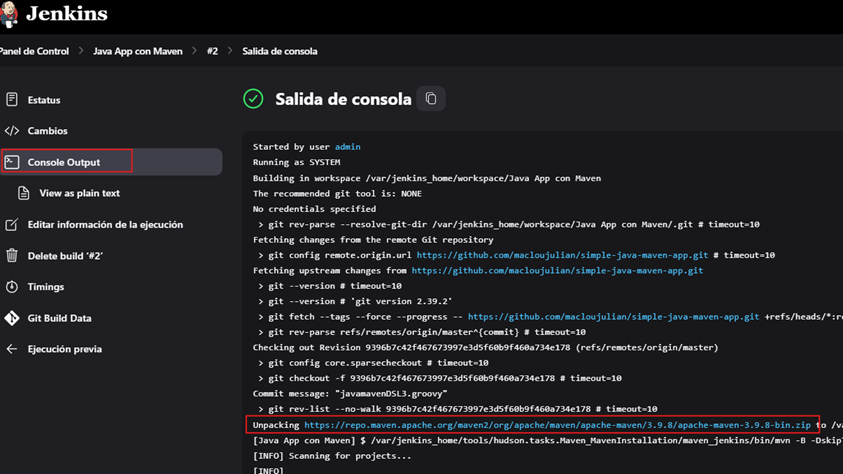 Jenkins
Panel de Control > Java App con Maven > #2 > Salida de consola
Estatus
Cambios
Console Output
View as plain text
Editar información de la ejecución
Delete build ‘#2’
Timings
Git Build Data
Ejecución previa
Salida de consola
Started by user admin
Running as SYSTEM
Building in workspace /var/jenkins_home/workspace/Java App con Maven
The recommended git tool is: NONE
No credentials specified
> git rev-parse --resolve-git-dir /var/jenkins_home/workspace/Java App con Maven/.git # timeout=10
Fetching changes from the remote Git repository
> git config remote.origin.url https://github.com/macloujulian/simple-java-maven-app.git # timeout=10
Fetching upstream changes from https://github.com/macloujulian/simple-java-maven-app.git
> git --version # timeout=10
> git --version # 'git version 2.39.2'
> git fetch --tags --force --progress -- https://github.com/macloujulian/simple-java-maven-app.git +refs/heads/*:re
> git rev-parse refs/remotes/origin/master^{commit} # timeout=10
Checking out Revision 9396b7c42f467673997e3d5f60b9f460a734e178 (refs/remotes/origin/master)
> git config core.sparsecheckout # timeout=10
> git checkout -f 9396b7c42f467673997e3d5f60b9f460a734e178 # timeout=10
Commit message: "javamavenDSL3.groovy"
> git rev-list --no-walk 9396b7c42f467673997e3d5f60b9f460a734e178 # timeout=10
Unpacking https://repo.maven.apache.org/maven2/org/apache/maven/apache-maven/3.9.8/apache-maven-3.9.8-bin.zip to /va
[Java App con Maven] $ /var/jenkins_home/tools/hudson.tasks.Maven_MavenInstallation/maven_jenkins/bin/mvn -B -DskipT
[INFO] Scanning for projects...
[INFO]